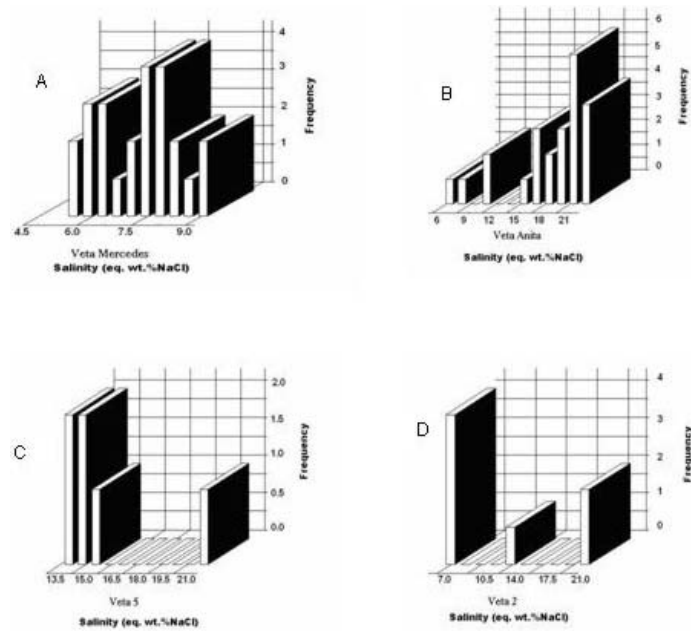 A
4
3
2
1
0
Frequency
4.5 6.0 7.5 9.0
Veta Mercedes
Salinity (eq. wt.%NaCl)
B
6
5
4
3
2
1
0
Frequency
6 9 12 15 18 21
Veta Anita
Salinity (eq. wt.%NaCl)
C
2.0
1.5
1.0
0.5
0.0
Frequency
13.5 15.0 16.5 18.0 19.5 21.0
Veta 5
Salinity (eq. wt.%NaCl)
D
4
3
2
1
0
Frequency
7.0 10.5 14.0 17.5 21.0
Veta 2
Salinity (eq. wt.%NaCl)